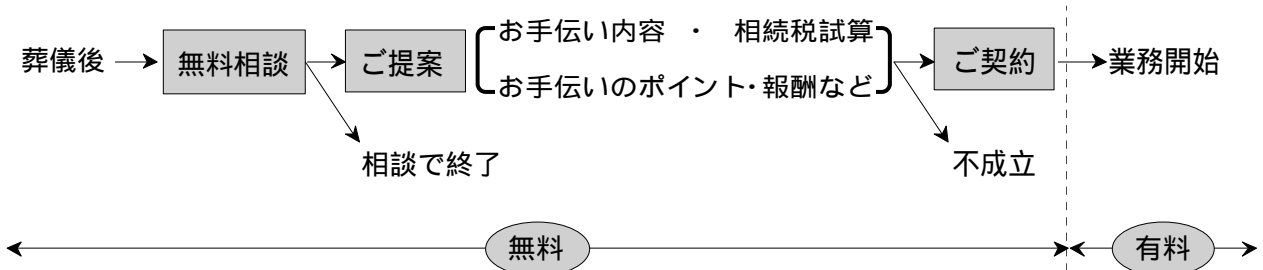 お手伝い内容 ・ 相続税試算
葬儀後 無料相談 ご提案 ご契約 業務開始
お手伝いのポイント・報酬など
相談で終了 不成立
無料 有料